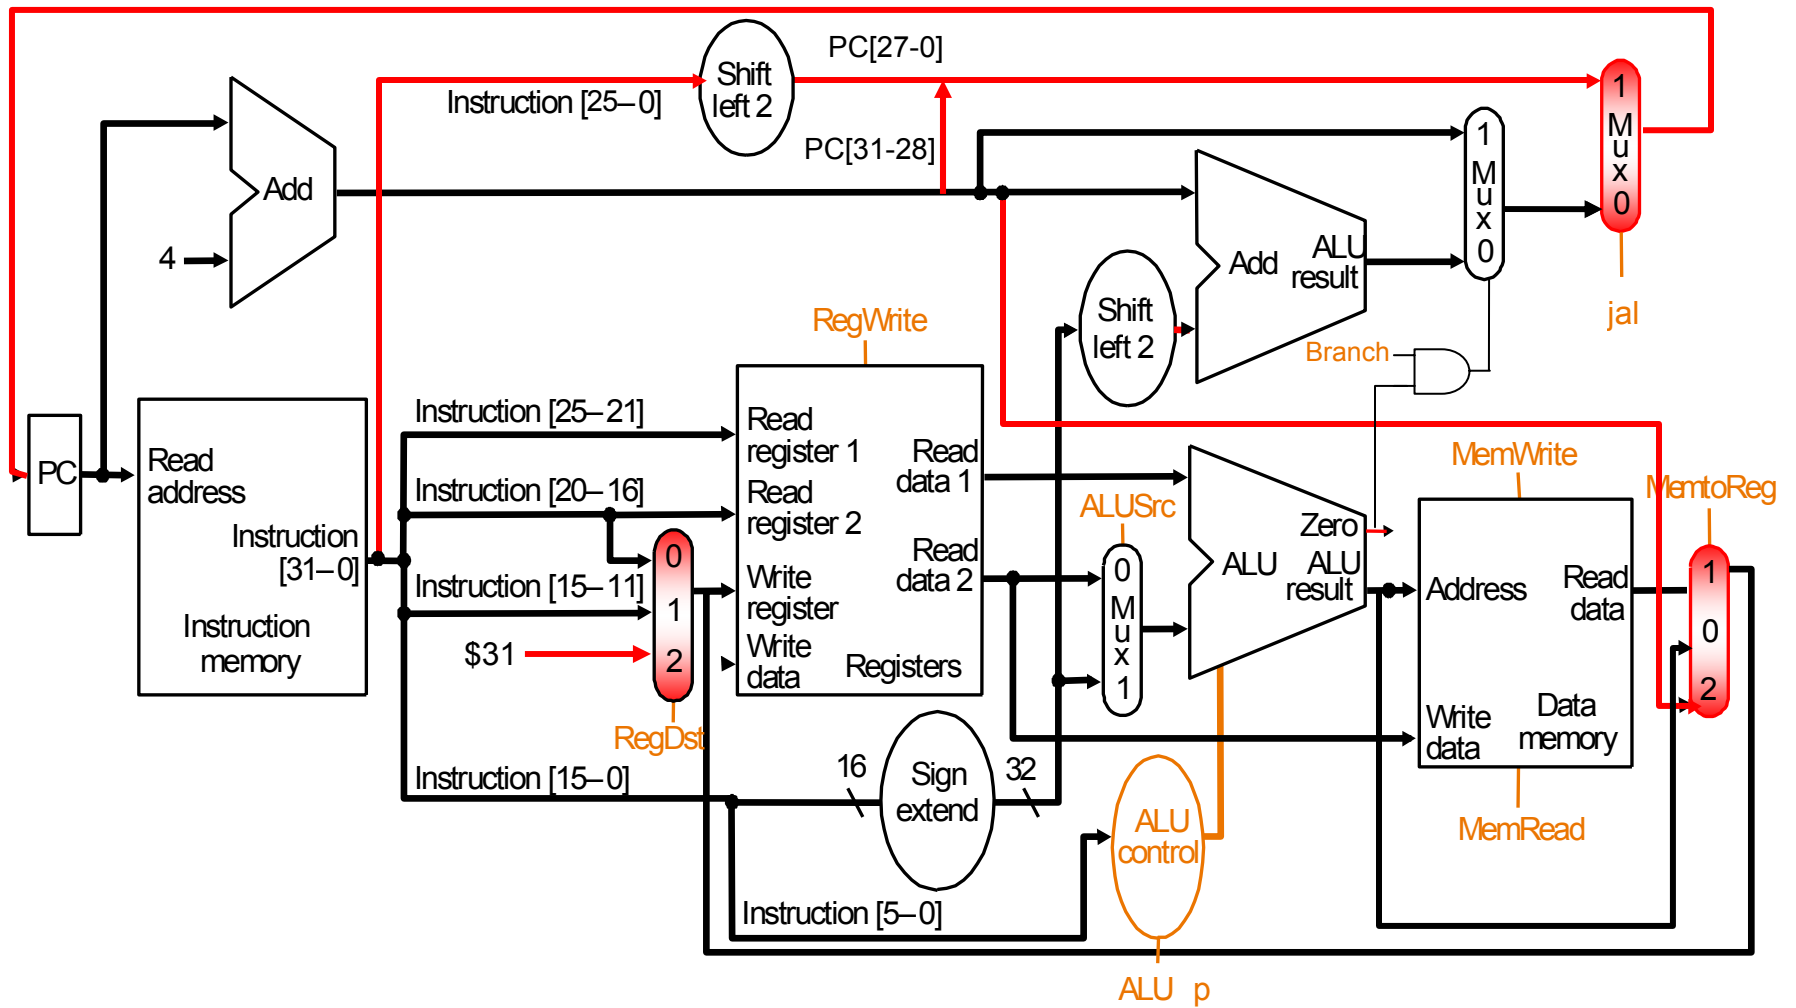 PC[27-0]
Shift
left 2
Instruction [25–0]
PC[31-28]
Add
4
1
M
u
x
0
1
M
u
x
0
jal
Add
ALU
result
Shift
left 2
Branch
RegWrite
PC
Read
address
Instruction
[31–0]
Instruction
memory
Instruction [25–21]
Instruction [20–16]
Instruction [15–11]
$31
0
1
2
RegDst
Instruction [15–0]
Read
register 1
Read
register 2
Write
register
Write
data
Read
data 1
Read
data 2
Registers
ALUSrc
0
M
u
x
1
Zero
ALU
ALU
result
MemWrite
MemtoReg
Address
Read
data
Write
data
Data
memory
1
0
2
MemRead
16
Sign
extend
32
ALU
control
Instruction [5–0]
ALU p